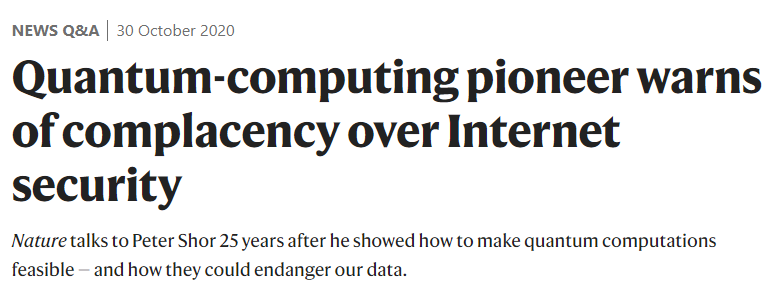 NEWS Q&A | 30 October 2020
Quantum-computing pioneer warns
of complacency over Internet
security
Nature talks to Peter Shor 25 years after he showed how to make quantum computations
feasible — and how they could endanger our data.